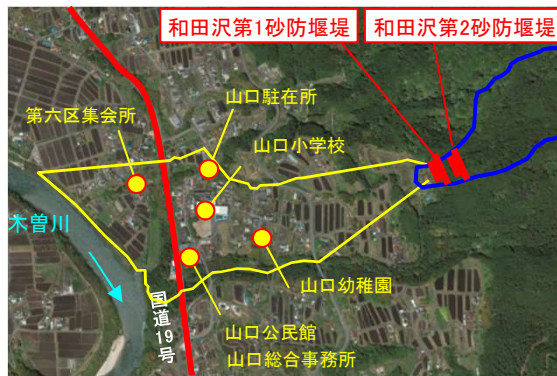 和田沢第1砂防堰堤
和田沢第2砂防堰堤
山口駐在所
第六区集会所
山口小学校
木曽川
山口幼稚園
国道19号
山口公民館
山口総合事務所